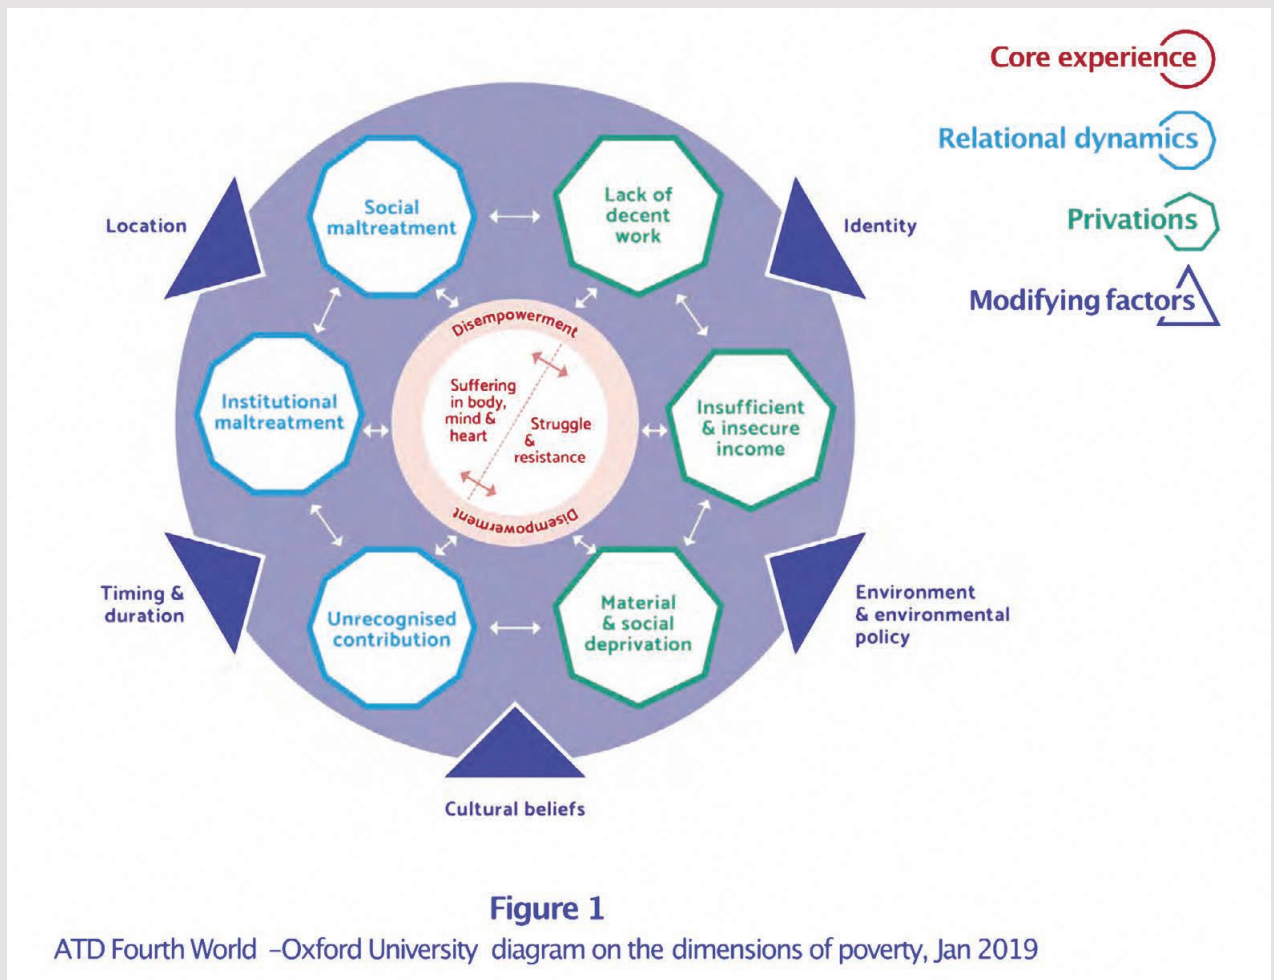 Core experience
Relational dynamics
Privations
Modifying factors
Location
Social
maltreatment
Lack of
decent
work
Identity
Disempowerment
Institutional
maltreatment
Suffering
in body,
mind &
heart
Struggle
&
resistance
Insufficient
& insecure
income
Disempowerment
Timing &
duration
Unrecognised
contribution
Material
& social
deprivation
Environment
& environmental
policy
Cultural beliefs
Figure 1
ATD Fourth World –Oxford University diagram on the dimensions of poverty, Jan 2019